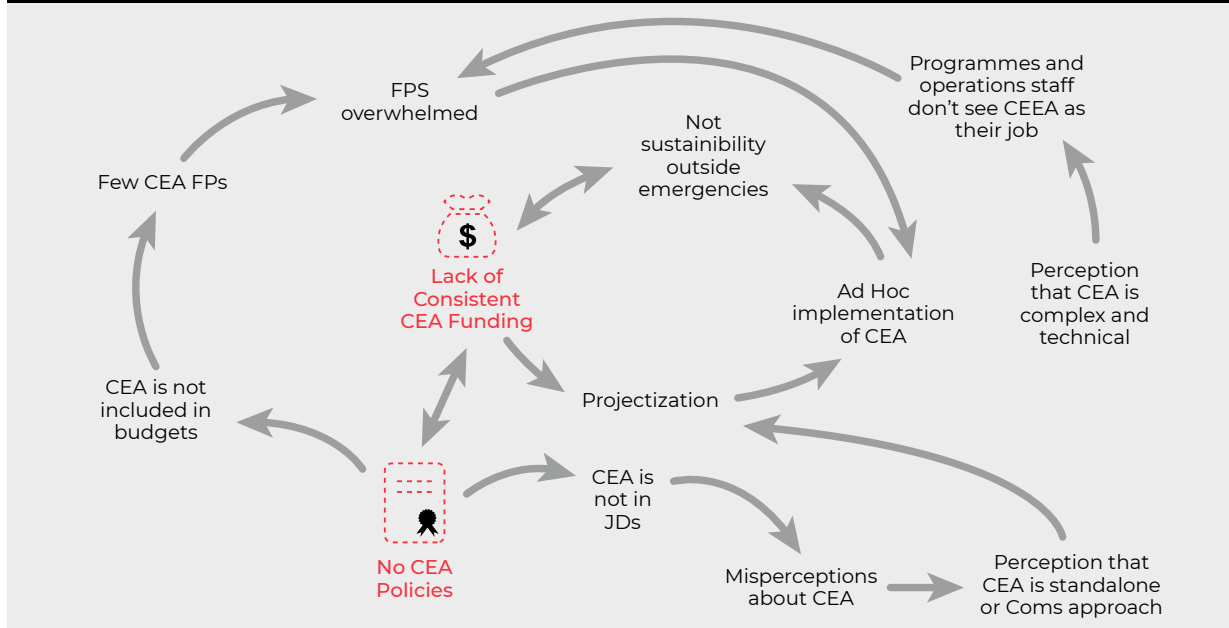 Programmes and
operations staff
don't see CEEA as
their job
FPS
overwhelmed
Not
sustainibility
outside
emergencies
Few CEA FPs
$
Lack of
Consistent
CEA Funding
Ad Hoc
implementation
of CEA
Perception
that CEA is
complex and
technical
CEA is not
included in
budgets
Projectization
CEA is
not in
JDs
No CEA
Policies
Misperceptions
about CEA
Perception that
CEA is standalone
or Coms approach